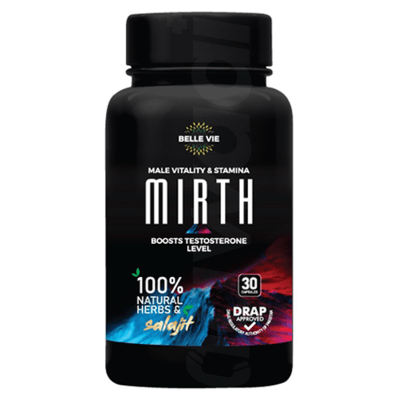 BELLE VIE
MALE VITALITY & STAMINA
MIRTH
BOOSTS TESTOSTERONE
LEVEL
100%
NATURAL
HERBS &
salajit
30
CAPSULES
DRAP
APPROVED